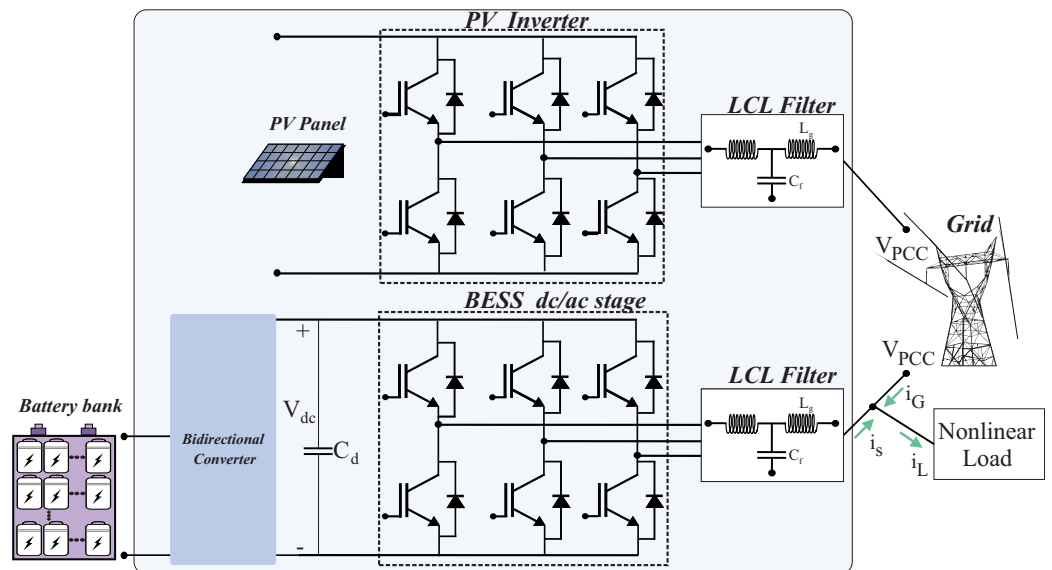 PV Inverter
LCL Filter
L_g
C_f
PV Panel
Grid
V_PCC
BESS dc/ac stage
+
V_PCC
LCL Filter
L_g
C_f
i_G
Battery bank
V_dc
Bidirectional
Converter
C_d
i_s
i_L
Nonlinear
Load
-